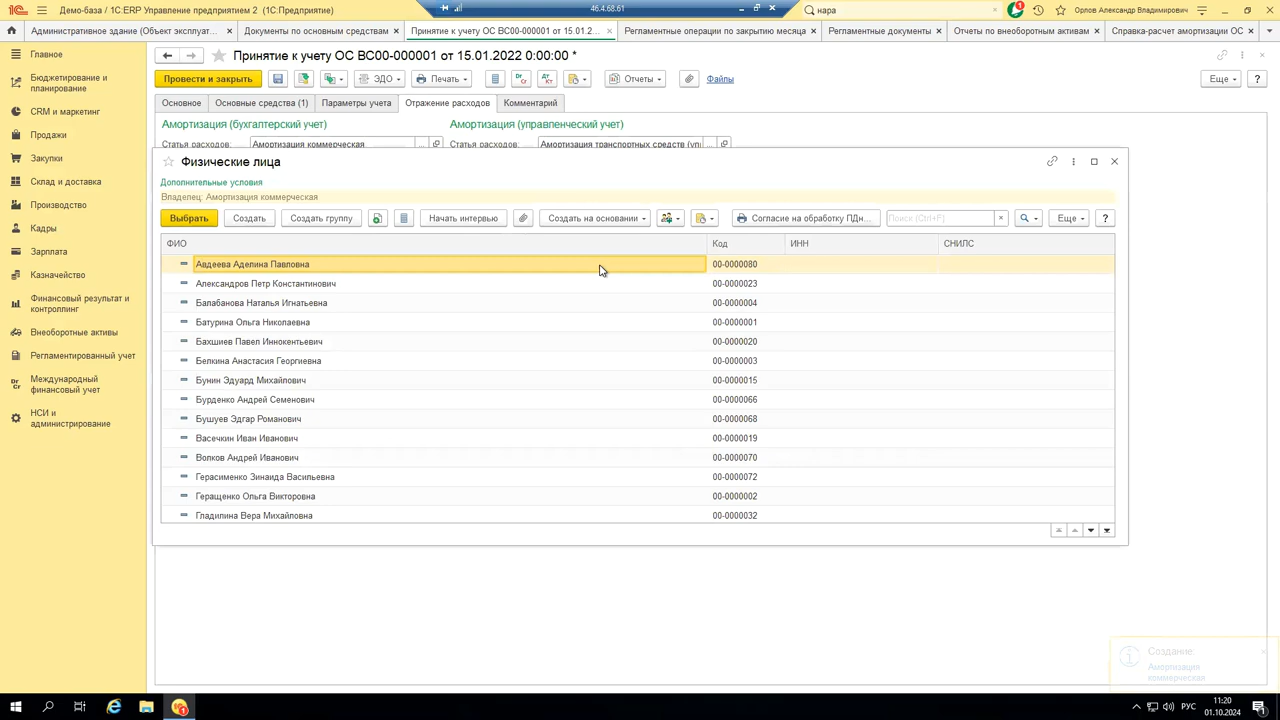 Демо-база / 1С:ERP Управление предприятием 2 (1С:Предприятие)
46.4.68.61
нара
1
Орлов Александр Владимирович
Административное здание (Объект эксплуат... ×
Документы по основным средствам ×
Принятие к учету ОС ВС00-000001 от 15.01.2... ×
Регламентные операции по закрытию месяца ×
Регламентные документы ×
Отчеты по внеоборотным активам ×
Справка-расчет амортизации ОС ×
Главное
Бюджетирование и
планирование
CRM и маркетинг
Продажи
Закупки
Склад и доставка
Производство
Кадры
Зарплата
Казначейство
Финансовый результат и
контроллинг
Внеоборотные активы
Регламентированный учет
Международный
финансовый учет
НСИ и
администрирование
Принятие к учету ОС ВС00-000001 от 15.01.2022 0:00:00 *
Провести и закрыть
ЭДО
Печать
Отчеты
Файлы
Еще
?
Основное
Основные средства (1)
Параметры учета
Отражение расходов
Комментарий
Амортизация (бухгалтерский учет)
Амортизация (управленческий учет)
Статья расходов: Амортизация коммерческая ...
Статья расходов: Амортизация транспортных средств (упр ...
Физические лица
Дополнительные условия
Владелец: Амортизация коммерческая
Выбрать
Создать
Создать группу
Начать интервью
Создать на основании
Согласие на обработку ПДн...
Поиск (Ctrl+F)
×
Еще
?
ФИО Код ИНН СНИЛС
Авдеева Аделина Павловна 00-0000080
Александров Петр Константинович 00-0000023
Балабанова Наталья Игнатьевна 00-0000004
Батурина Ольга Николаевна 00-0000001
Бахшиев Павел Иннокентьевич 00-0000020
Белкина Анастасия Георгиевна 00-0000003
Бунин Эдуард Михайлович 00-0000015
Бурденко Андрей Семенович 00-0000066
Бушуев Эдгар Романович 00-0000068
Васечкин Иван Иванович 00-0000019
Волков Андрей Иванович 00-0000070
Герасименко Зинаида Васильевна 00-0000072
Геращенко Ольга Викторовна 00-0000002
Гладилина Вера Михайловна 00-0000032
Создание:
Амортизация
коммерческая
РУС
11:20
01.10.2024
1